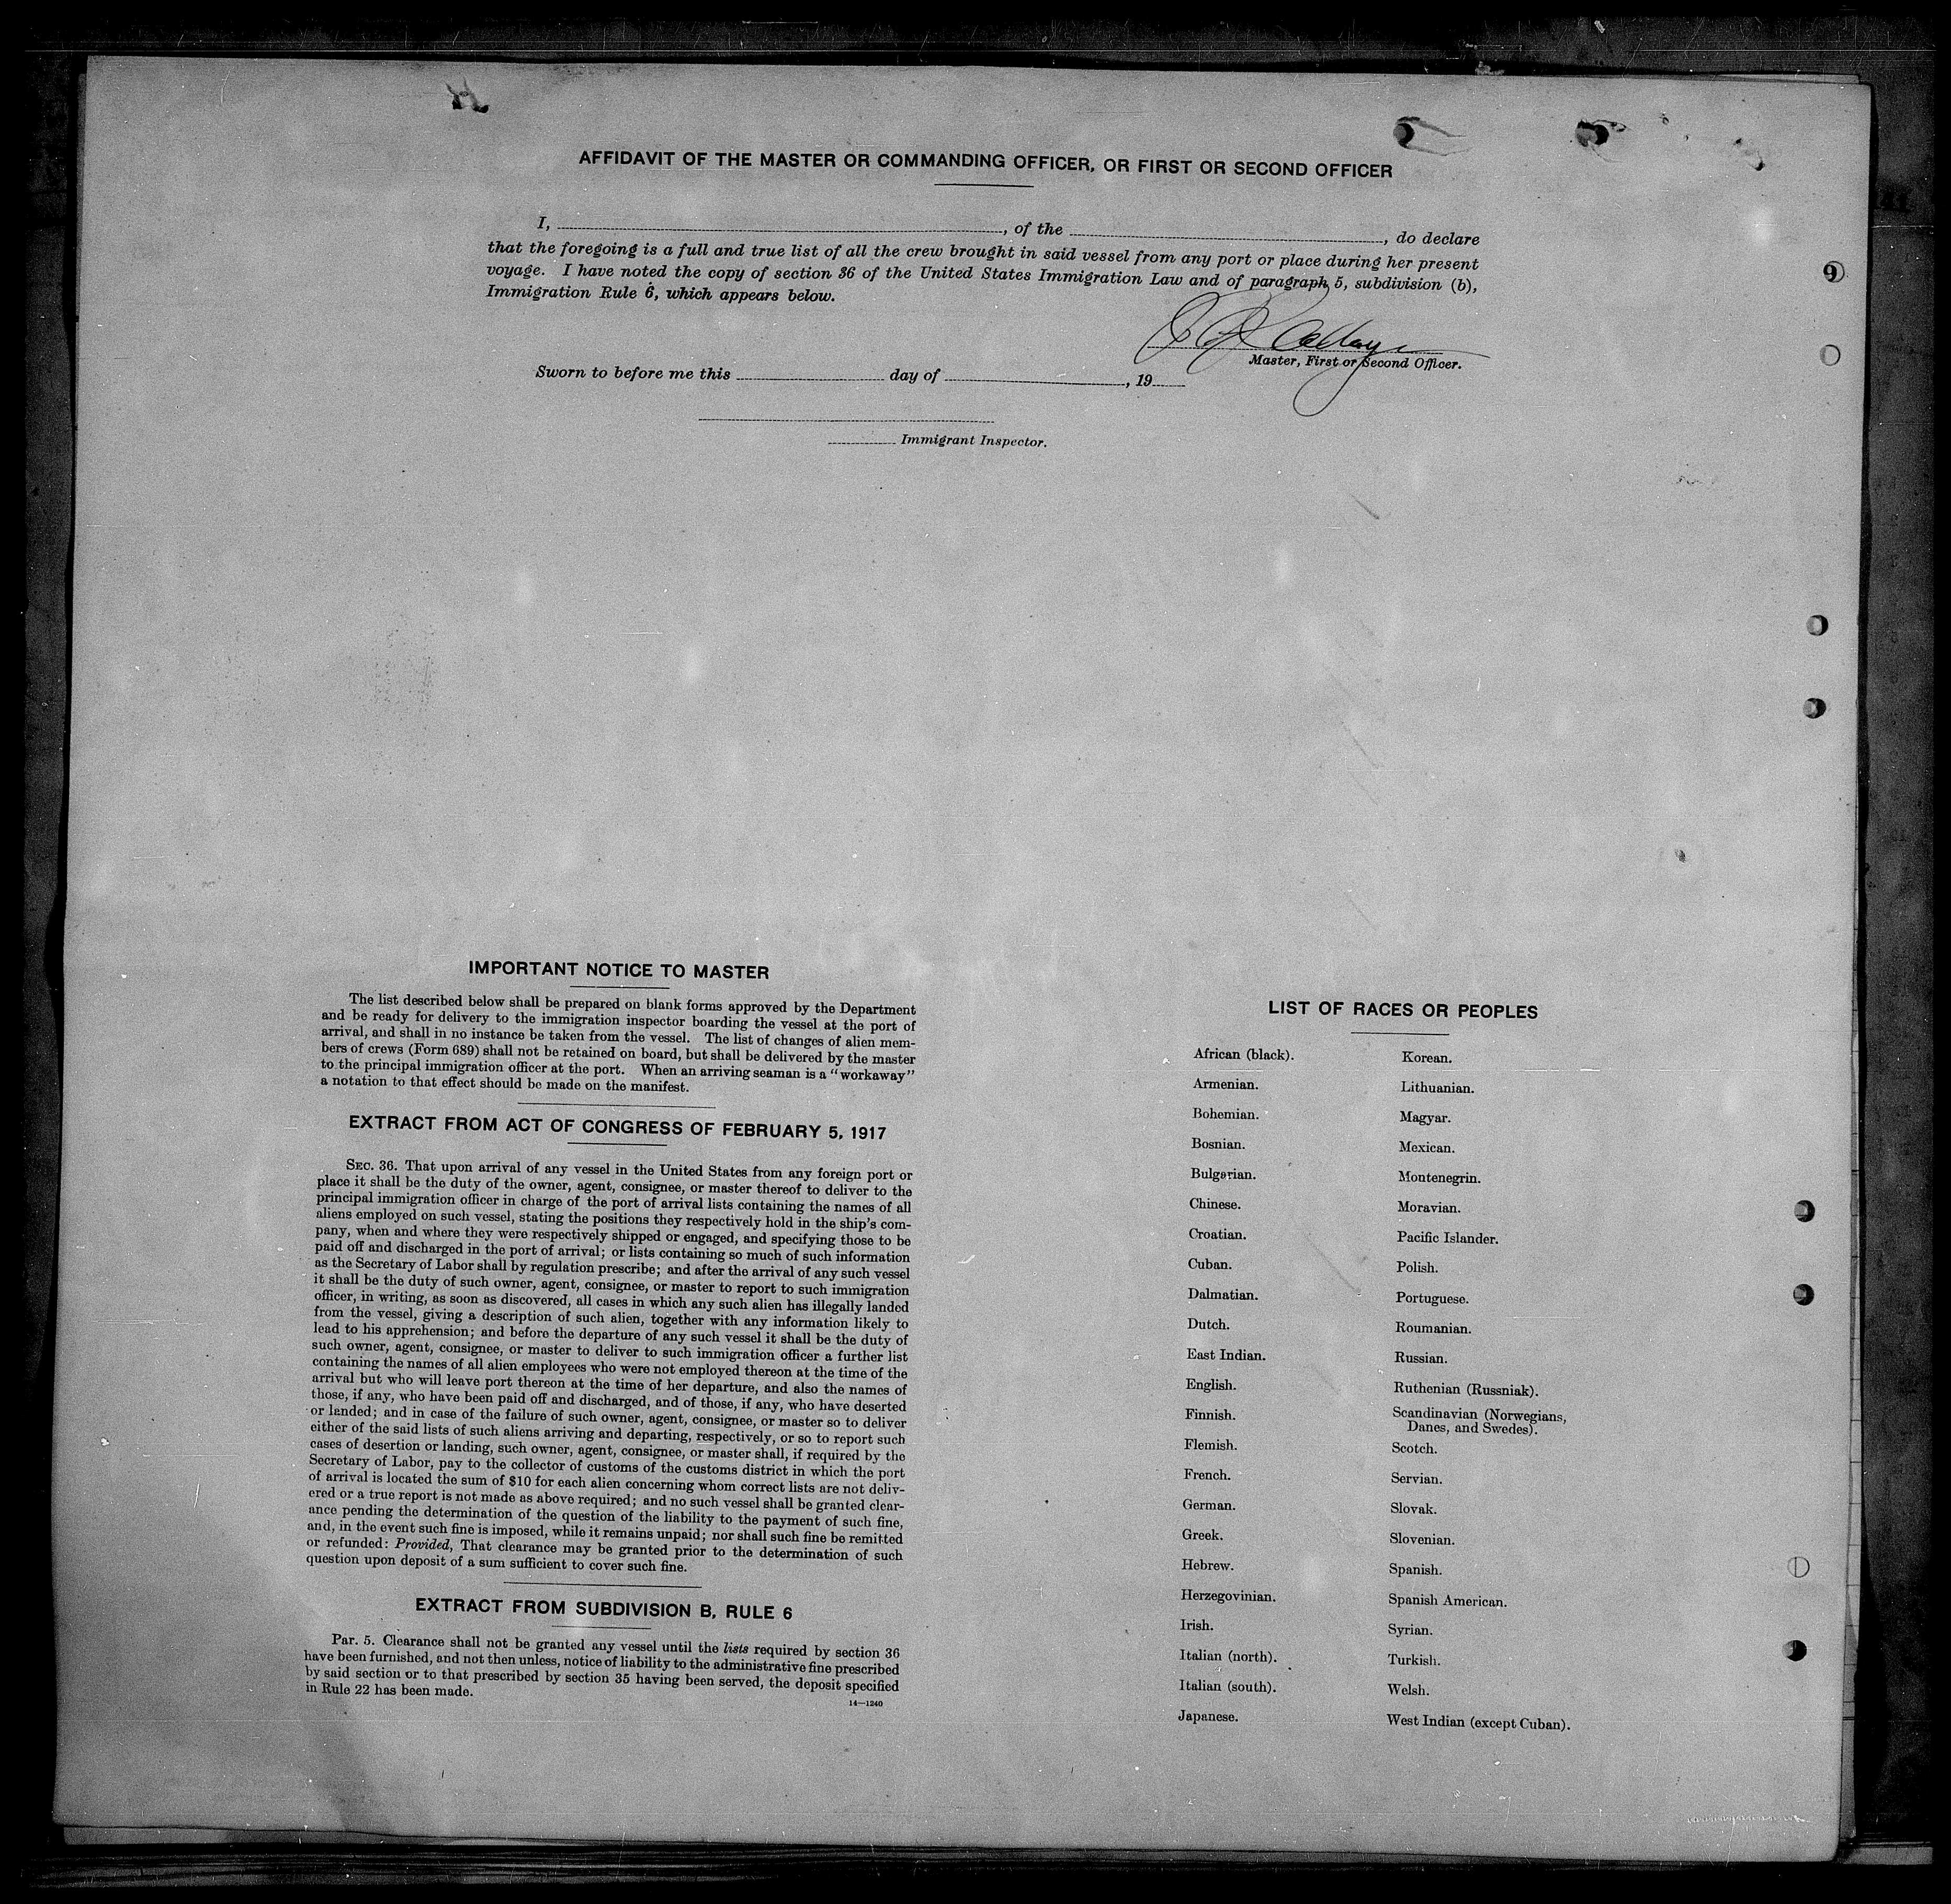 AFFIDAVIT OF THE MASTER OR COMMANDING OFFICER, OR FIRST OR SECOND OFFICER
I, , of the , do declare
that the foregoing is a full and true list of all the crew brought in said vessel from any port or place during her present
voyage. I have noted the copy of section 36 of the United States Immigration Law and of paragraph 5, subdivision (b),
Immigration Rule 6, which appears below.
Master, First or Second Officer.
Sworn to before me this day of , 19
Immigrant Inspector.
9
IMPORTANT NOTICE TO MASTER
The list described below shall be prepared on blank forms approved by the Department
and be ready for delivery to the immigration inspector boarding the vessel at the port of
arrival, and shall in no instance be taken from the vessel. The list of changes of alien mem-
bers of crews (Form 689) shall not be retained on board, but shall be delivered by the master
to the principal immigration officer at the port. When an arriving seaman is a "workaway"
a notation to that effect should be made on the manifest.
EXTRACT FROM ACT OF CONGRESS OF FEBRUARY 5, 1917
SEC. 36. That upon arrival of any vessel in the United States from any foreign port or
place it shall be the duty of the owner, agent, consignee, or master thereof to deliver to the
principal immigration officer in charge of the port of arrival lists containing the names of all
aliens employed on such vessel, stating the positions they respectively hold in the ship's com-
pany, when and where they were respectively shipped or engaged, and specifying those to be
paid off and discharged in the port of arrival; or lists containing so much of such information
as the Secretary of Labor shall by regulation prescribe; and after the arrival of any such vessel
it shall be the duty of such owner, agent, consignee, or master to report to such immigration
officer, in writing, as soon as discovered, all cases in which any such alien has illegally landed
from the vessel, giving a description of such alien, together with any information likely to
lead to his apprehension; and before the departure of any such vessel it shall be the duty of
such owner, agent, consignee, or master to deliver to such immigration officer a further list
containing the names of all alien employees who were not employed thereon at the time of the
arrival but who will leave port thereon at the time of her departure, and also the names of
those, if any, who have been paid off and discharged, and of those, if any, who have deserted
or landed; and in case of the failure of such owner, agent, consignee, or master so to deliver
either of the said lists of such aliens arriving and departing, respectively, or so to report such
cases of desertion or landing, such owner, agent, consignee, or master shall, if required by the
Secretary of Labor, pay to the collector of customs of the customs district in which the port
of arrival is located the sum of $10 for each alien concerning whom correct lists are not deliv-
ered or a true report is not made as above required; and no such vessel shall be granted clear-
ance pending the determination of the question of the liability to the payment of such fine,
and, in the event such fine is imposed, while it remains unpaid; nor shall such fine be remitted
or refunded: Provided, That clearance may be granted prior to the determination of such
question upon deposit of a sum sufficient to cover such fine.
EXTRACT FROM SUBDIVISION B, RULE 6
Par. 5. Clearance shall not be granted any vessel until the lists required by section 36
have been furnished, and not then unless, notice of liability to the administrative fine prescribed
by said section or to that prescribed by section 35 having been served, the deposit specified
in Rule 22 has been made.
14—1240
LIST OF RACES OR PEOPLES
African (black).
Armenian.
Bohemian.
Bosnian.
Bulgarian.
Chinese.
Croatian.
Cuban.
Dalmatian.
Dutch.
East Indian.
English.
Finnish.
Flemish.
French.
German.
Greek.
Hebrew.
Herzegovinian.
Irish.
Italian (north).
Italian (south).
Japanese.
Korean.
Lithuanian.
Magyar.
Mexican.
Montenegrin.
Moravian.
Pacific Islander.
Polish.
Portuguese.
Roumanian.
Russian.
Ruthenian (Russniak).
Scandinavian (Norwegians,
Danes, and Swedes).
Scotch.
Servian.
Slovak.
Slovenian.
Spanish.
Spanish American.
Syrian.
Turkish.
Welsh.
West Indian (except Cuban).